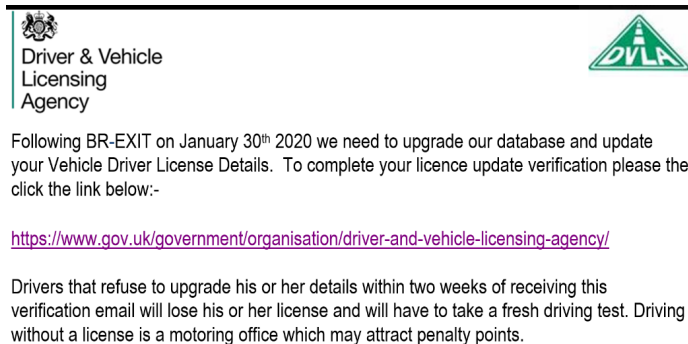 Driver & Vehicle
Licensing
Agency
DVLA
Following BR-EXIT on January 30th 2020 we need to upgrade our database and update
your Vehicle Driver License Details.  To complete your licence update verification please the
click the link below:-
https://www.gov.uk/government/organisation/driver-and-vehicle-licensing-agency/
Drivers that refuse to upgrade his or her details within two weeks of receiving this
verification email will lose his or her license and will have to take a fresh driving test. Driving
without a license is a motoring office which may attract penalty points.